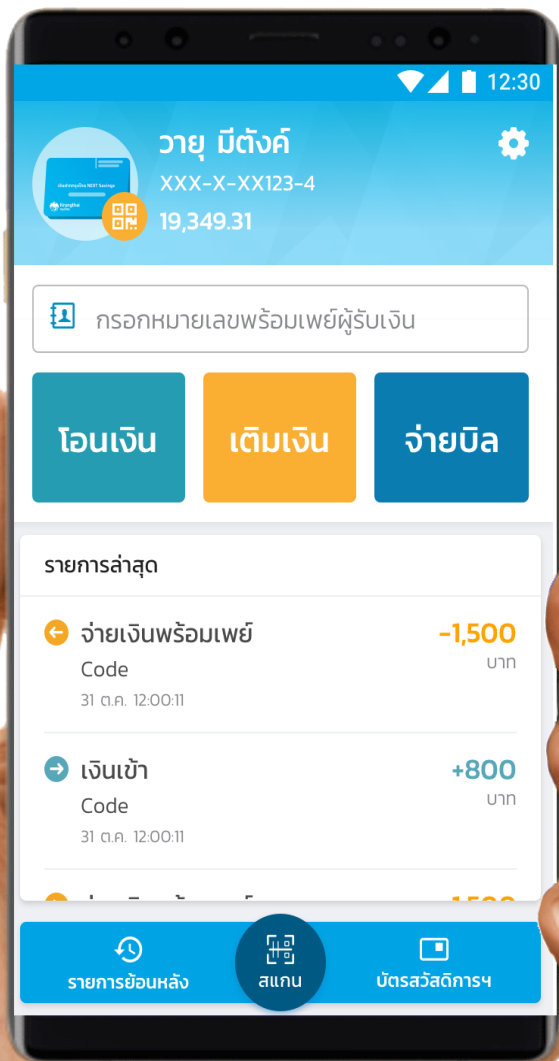 12:30
วายุ มีตังค์
XXX-X-XX123-4
19,349.31
กรอกหมายเลขพร้อมเพย์ผู้รับเงิน
โอนเงิน
เติมเงิน
จ่ายบิล
รายการล่าสุด
จ่ายเงินพร้อมเพย์ -1,500
Code บาท
31 ต.ค. 12:00:11
เงินเข้า +800
Code บาท
31 ต.ค. 12:00:11
รายการย้อนหลัง
สแกน
บัตรสวัสดิการฯ